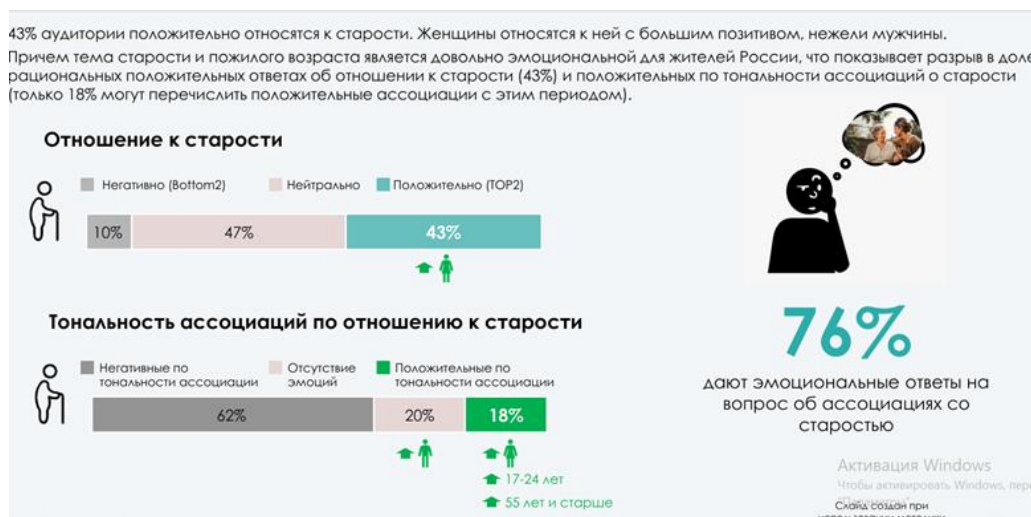 43% аудитории положительно относятся к старости. Женщины относятся к ней с большим позитивом, нежели мужчины.
Причем тема старости и пожилого возраста является довольно эмоциональной для жителей России, что показывает разрыв в доле
рациональных положительных ответах об отношении к старости (43%) и положительных по тональности ассоциаций о старости
(только 18% могут перечислить положительные ассоциации с этим периодом).
Отношение к старости
Негативно (Bottom2) Нейтрально Положительно (TOP2)
10% 47% 43%
Тональность ассоциаций по отношению к старости
Негативные по тональности ассоциации
Отсутствие эмоций
Положительные по тональности ассоциации
62% 20% 18%
17-24 лет
55 лет и старше
76%
дают эмоциональные ответы на
вопрос об ассоциациях со
старостью
Активация Windows
Чтобы активировать Windows, пере
Слайд создан при